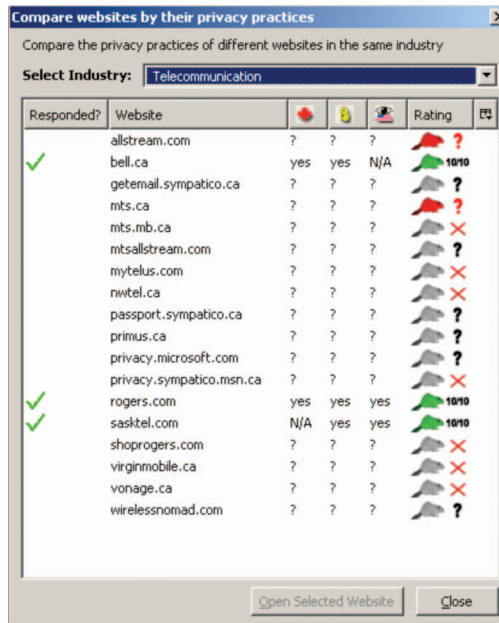 Compare websites by their privacy practices
Compare the privacy practices of different websites in the same industry
Select Industry: Telecommunication
Responded? Website Rating
allstream.com ? ? ? ?
bell.ca yes yes N/A 10/10
getemail.sympatico.ca ? ? ? ?
mts.ca ? ? ? ?
mts.mb.ca ? ? ?
mtsallstream.com ? ? ? ?
mytelus.com ? ? ?
nwtel.ca ? ? ?
passport.sympatico.ca ? ? ? ?
primus.ca ? ? ? ?
privacy.microsoft.com ? ? ? ?
privacy.sympatico.msn.ca ? ? ?
rogers.com yes yes yes 10/10
sasktel.com N/A yes yes 10/10
shoprogers.com ? ? ?
virginmobile.ca ? ? ?
vonage.ca ? ? ?
wirelessnomad.com ? ? ? ?
Open Selected Website Close